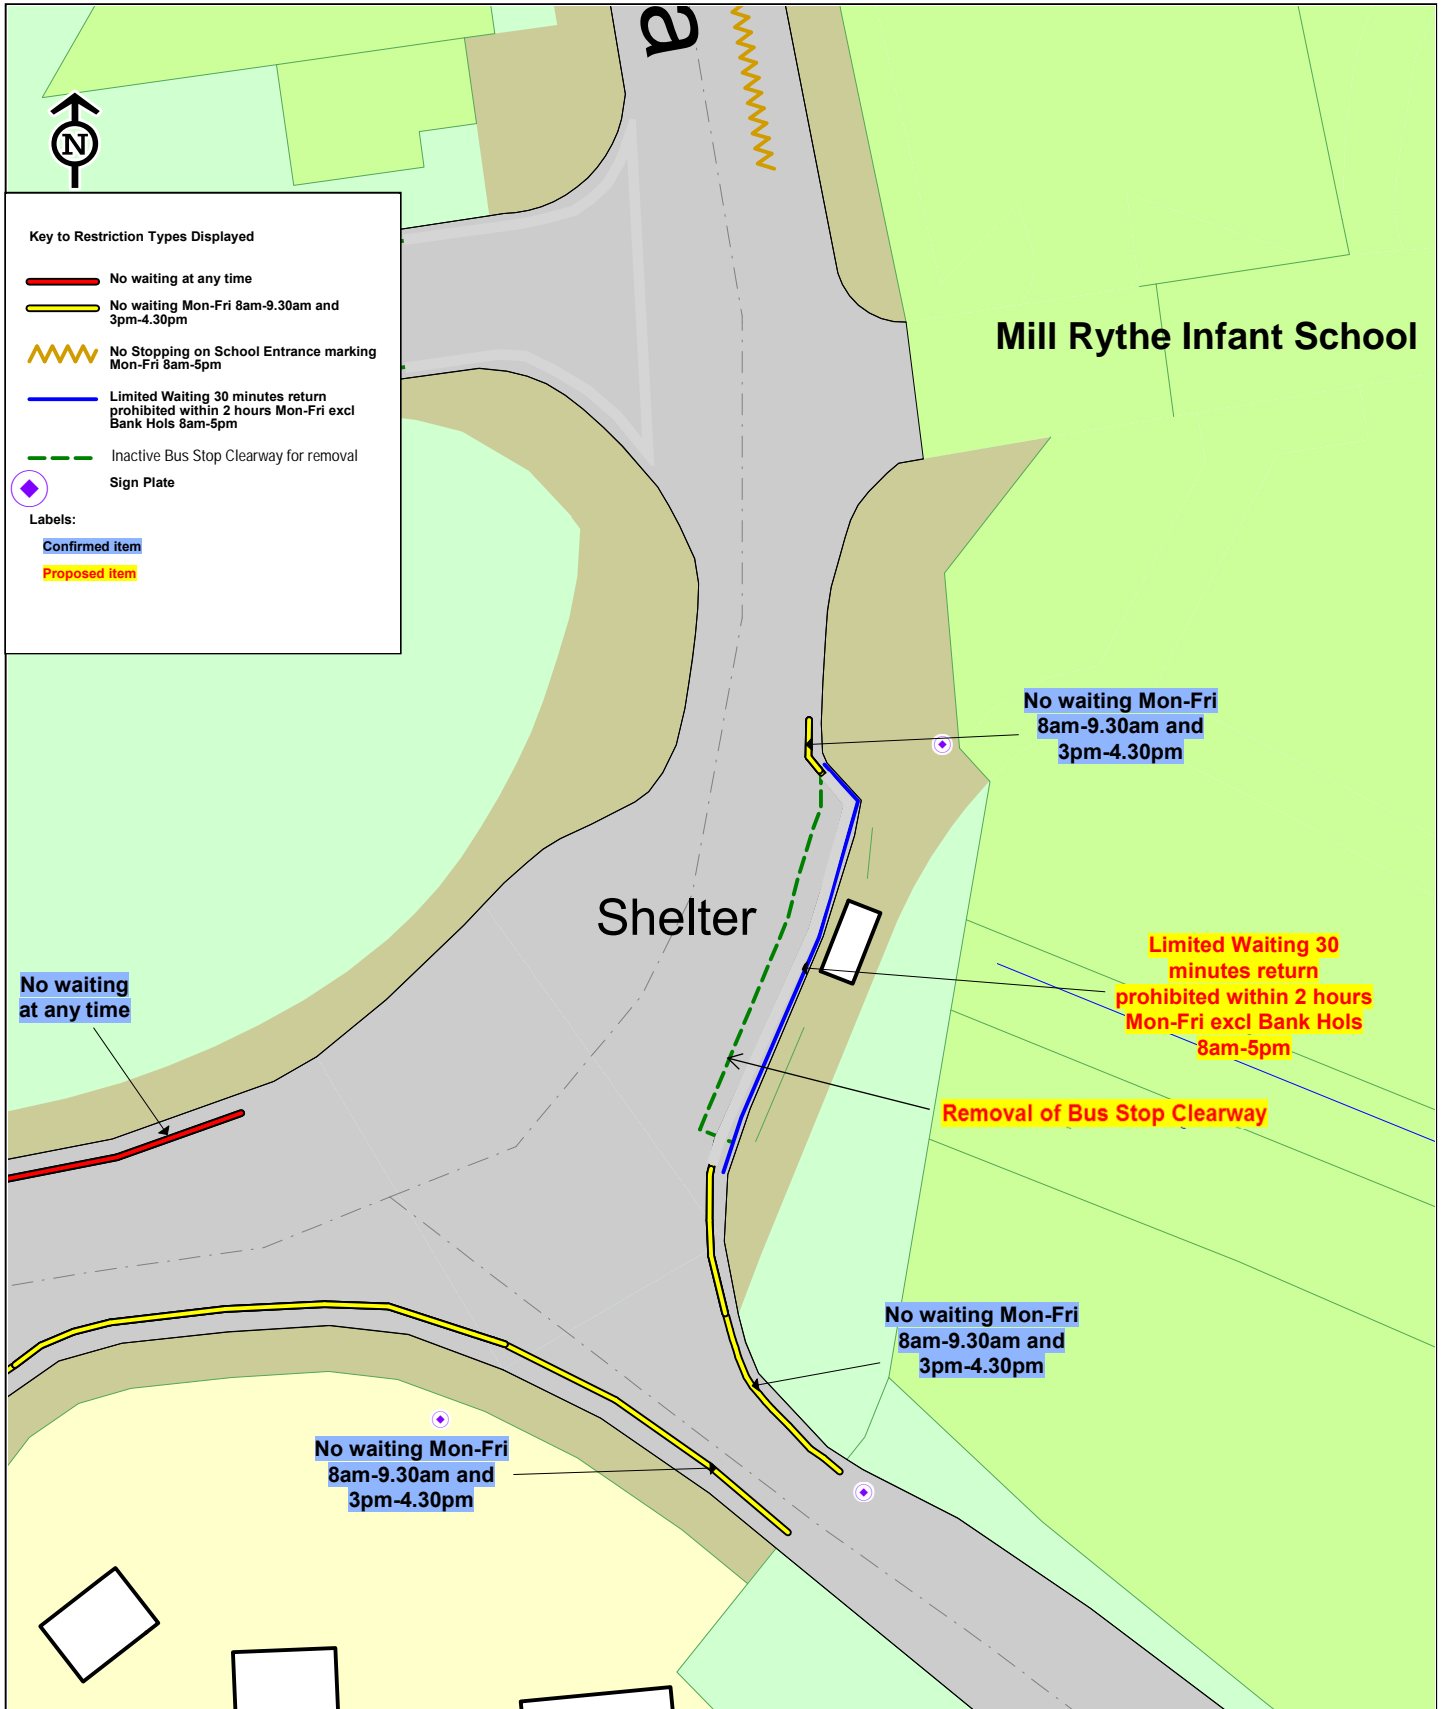 a
N
Key to Restriction Types Displayed
No waiting at any time
No waiting Mon-Fri 8am-9.30am and
3pm-4.30pm
No Stopping on School Entrance marking
Mon-Fri 8am-5pm
Limited Waiting 30 minutes return
prohibited within 2 hours Mon-Fri excl
Bank Hols 8am-5pm
Inactive Bus Stop Clearway for removal
Sign Plate
Labels:
Confirmed item
Proposed item
Mill Rythe Infant School
No waiting Mon-Fri
8am-9.30am and
3pm-4.30pm
Shelter
Limited Waiting 30
minutes return
prohibited within 2 hours
Mon-Fri excl Bank Hols
8am-5pm
No waiting
at any time
Removal of Bus Stop Clearway
No waiting Mon-Fri
8am-9.30am and
3pm-4.30pm
No waiting Mon-Fri
8am-9.30am and
3pm-4.30pm